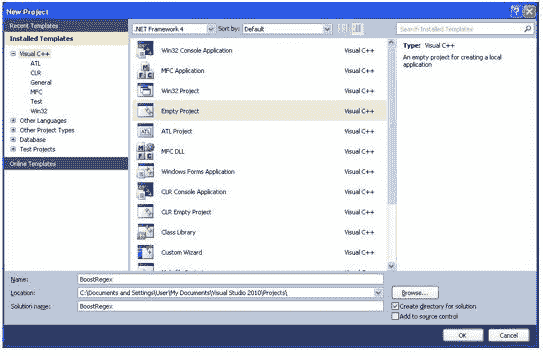 New Project
Recent Templates
.NET Framework 4
Sort by:
Default
Search Installed Templates
Installed Templates
Visual C++
ATL
CLR
General
MFC
Test
Win32
Other Languages
Other Project Types
Database
Test Projects
Online Templates
Win32 Console Application Visual C++
MFC Application Visual C++
Win32 Project Visual C++
Empty Project Visual C++
ATL Project Visual C++
MFC DLL Visual C++
Windows Forms Application Visual C++
CLR Console Application Visual C++
CLR Empty Project Visual C++
Class Library Visual C++
Custom Wizard Visual C++
Type: Visual C++
An empty project for creating a local
application
Name: BoostRegex
Location: C:\Documents and Settings\User\My Documents\Visual Studio 2010\Projects\
Browse...
Solution name: BoostRegex
Create directory for solution
Add to source control
OK Cancel